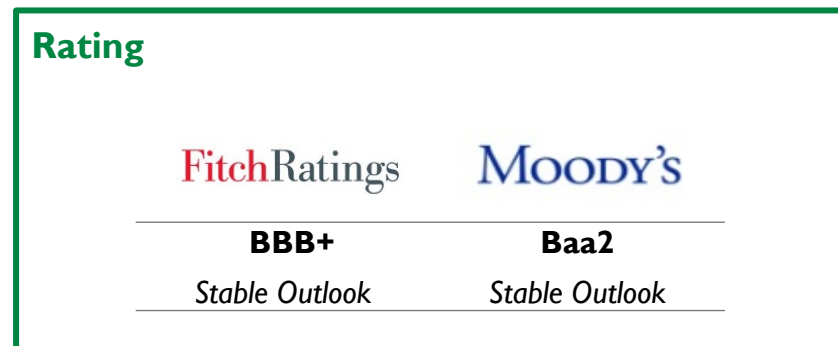 Rating
FitchRatings MOODY'S
BBB+ Baa2
Stable Outlook Stable Outlook